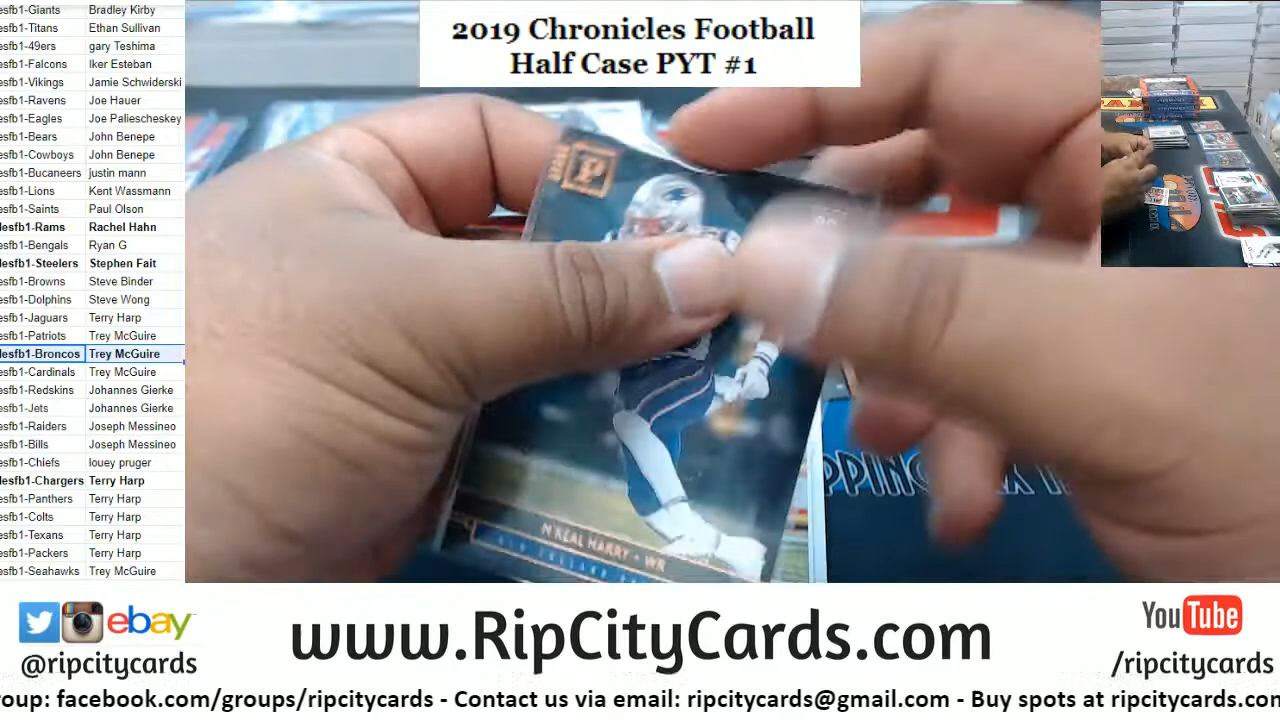 2019 Chronicles Football
Half Case PYT #1
esfb1-Giants Bradley Kirby
esfb1-Titans Ethan Sullivan
esfb1-49ers gary Teshima
esfb1-Falcons Iker Esteban
esfb1-Vikings Jamie Schwiderski
esfb1-Ravens Joe Hauer
esfb1-Eagles Joe Paliescheskey
esfb1-Bears John Benepe
esfb1-Cowboys John Benepe
esfb1-Bucaneers justin mann
esfb1-Lions Kent Wassmann
esfb1-Saints Paul Olson
esfb1-Rams Rachel Hahn
esfb1-Bengals Ryan G
esfb1-Steelers Stephen Fait
esfb1-Browns Steve Binder
esfb1-Dolphins Steve Wong
esfb1-Jaguars Terry Harp
esfb1-Patriots Trey McGuire
lesfb1-Broncos Trey McGuire
esfb1-Cardinals Trey McGuire
esfb1-Redskins Johannes Gierke
esfb1-Jets Johannes Gierke
esfb1-Raiders Joseph Messineo
esfb1-Bills Joseph Messineo
esfb1-Chiefs louey pruger
esfb1-Chargers Terry Harp
esfb1-Panthers Terry Harp
esfb1-Colts Terry Harp
esfb1-Texans Terry Harp
esfb1-Packers Terry Harp
esfb1-Seahawks Trey McGuire
N'KEAL HARRY • WR
ebay
@ripcitycards
www.RipCityCards.com
YouTube
/ripcitycards
roup: facebook.com/groups/ripcitycards - Contact us via email: ripcitycards@gmail.com - Buy spots at ripcitycards.con